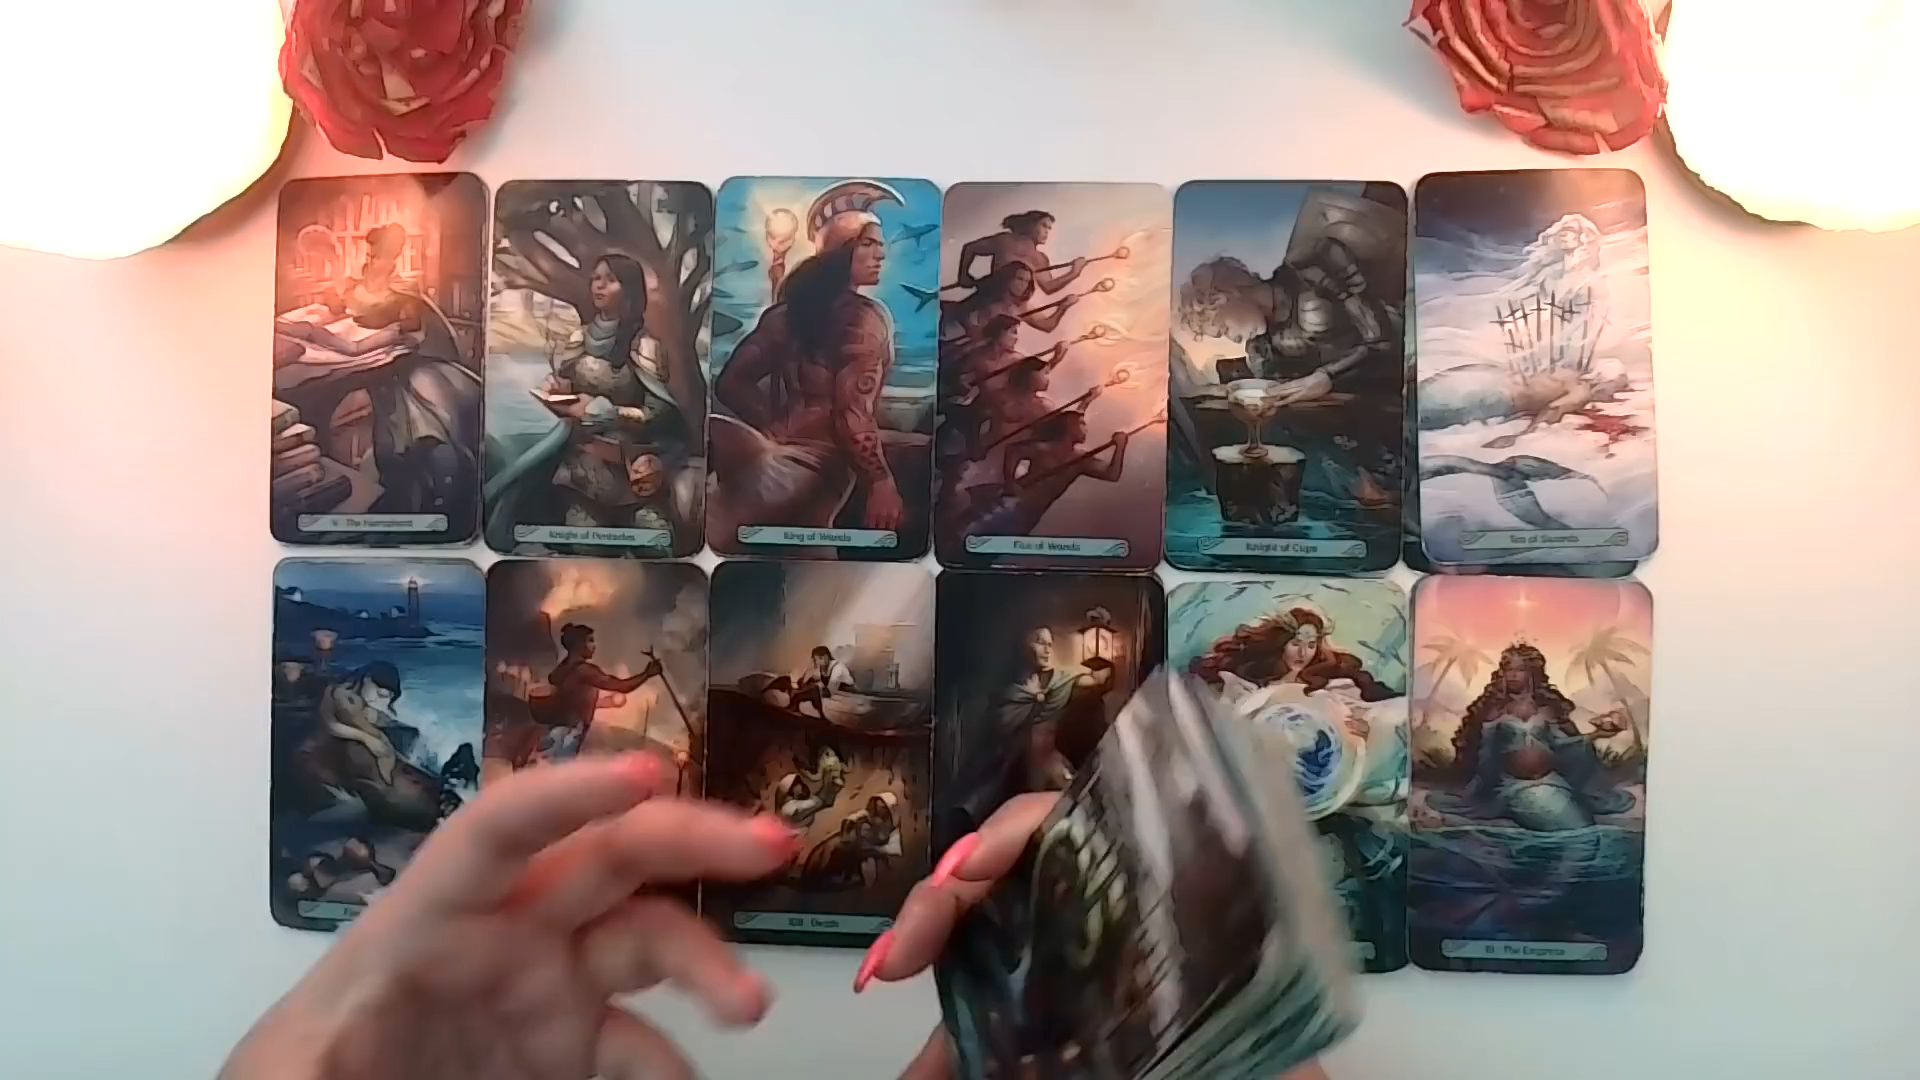 V · The Hierophant
Knight of Pentacles
King of Wands
Five of Wands
Knight of Cups
Ten of Swords
XIII · Death
III · The Empress